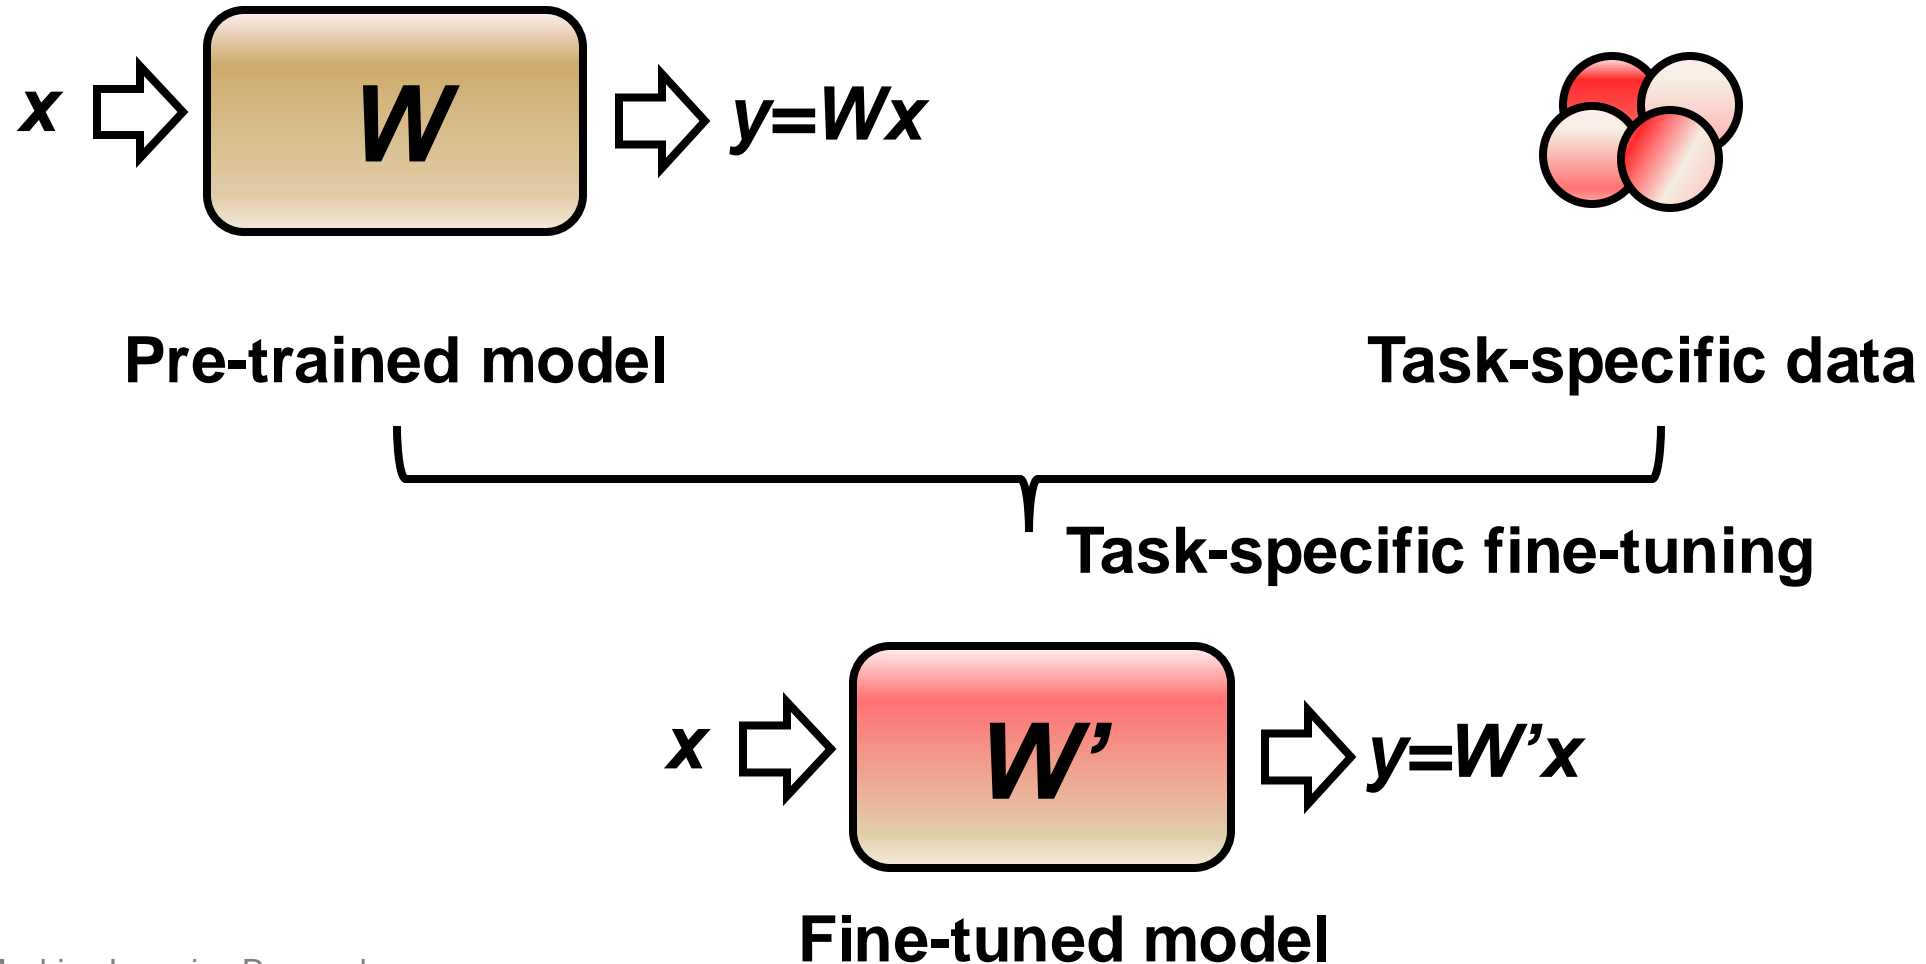 x
W
y=Wx
Pre-trained model
Task-specific data
Task-specific fine-tuning
x
W’
y=W’x
Fine-tuned model